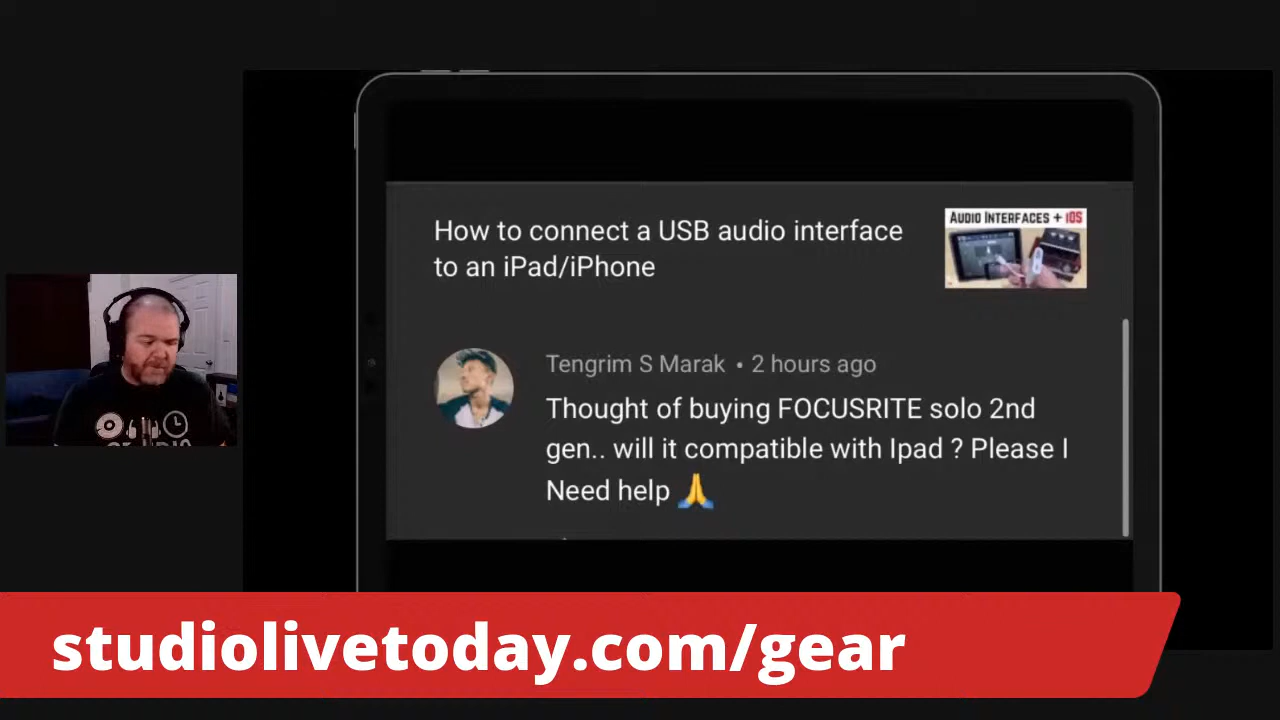 How to connect a USB audio interface
to an iPad/iPhone
AUDIO INTERFACES + iOS
Tengrim S Marak • 2 hours ago
Thought of buying FOCUSRITE solo 2nd
gen.. will it compatible with Ipad ? Please I
Need help 🙏
studiolivetoday.com/gear